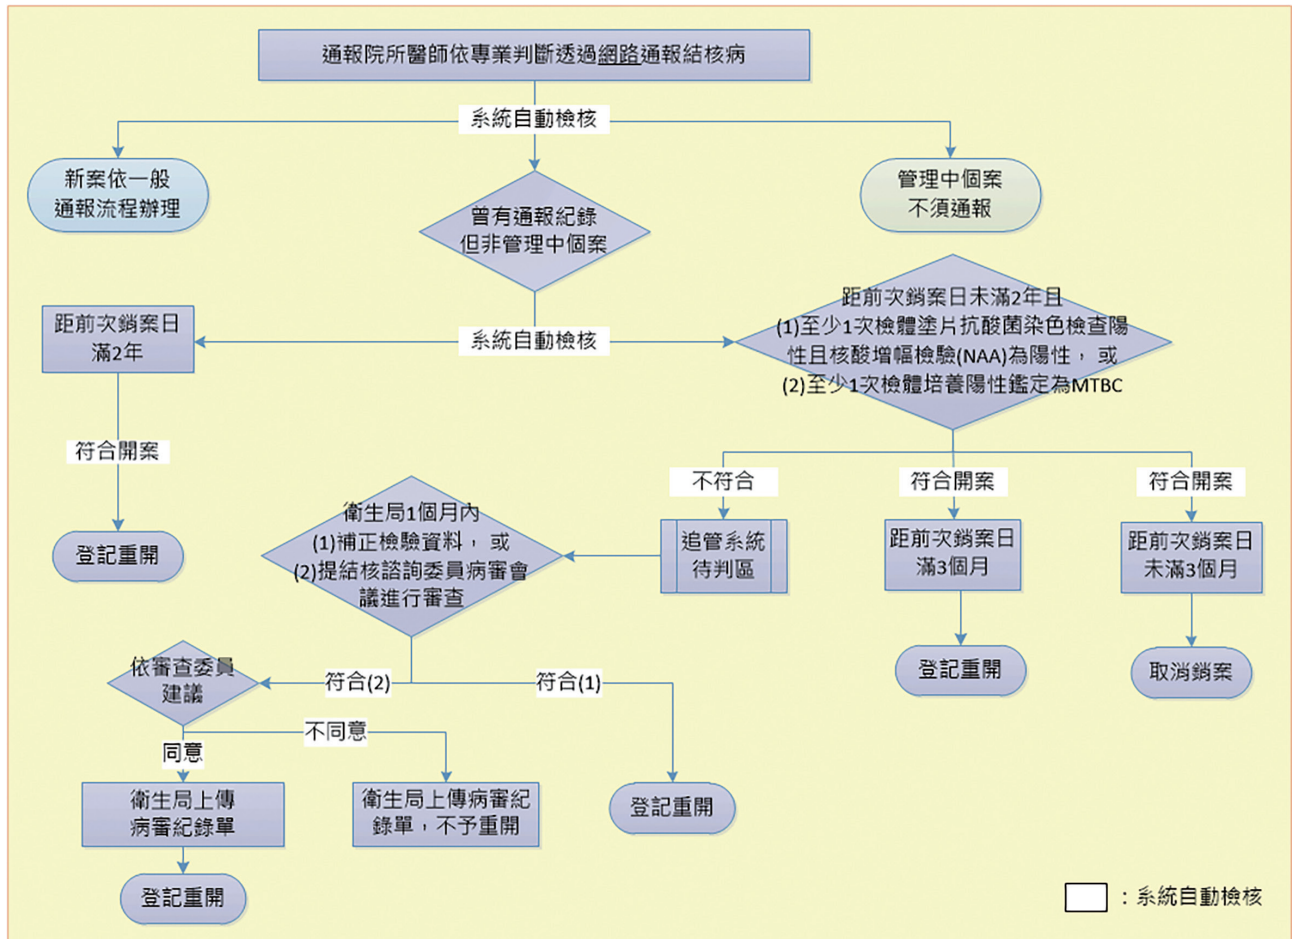 通報院所醫師依專業判斷透過網路通報結核病
系統自動檢核
新案依一般
通報流程辦理
曾有通報紀錄
但非管理中個案
管理中個案
不須通報
距前次銷案日
滿2年
系統自動檢核
距前次銷案日未滿2年且
(1)至少1次檢體塗片抗酸菌染色檢查陽
性且核酸增幅檢驗(NAA)為陽性，或
(2)至少1次檢體培養陽性鑑定為MTBC
符合開案
登記重開
不符合
符合開案
符合開案
衛生局1個月內
(1)補正檢驗資料，或
(2)提結核諮詢委員病審會
議進行審查
追管系統
待判區
距前次銷案日
滿3個月
距前次銷案日
未滿3個月
登記重開
取消銷案
依審查委員
建議
符合(2)
符合(1)
不同意
同意
衛生局上傳
病審紀錄單
衛生局上傳病審紀
錄單，不予重開
登記重開
登記重開
：系統自動檢核